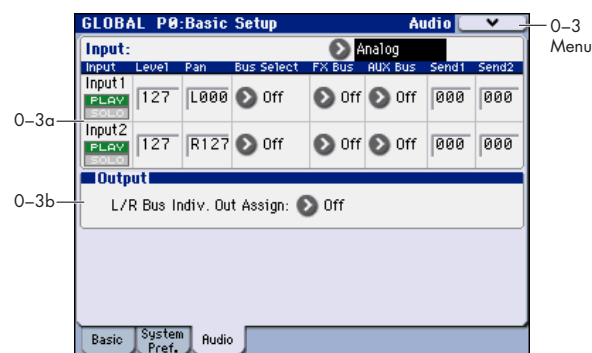 GLOBAL P0:Basic Setup Audio
0–3
Menu
Input: Analog
Input Level Pan Bus Select FX Bus AUX Bus Send1 Send2
Input1
PLAY 127 L000 Off Off Off 000 000
SOLO
0–3a
Input2
PLAY 127 R127 Off Off Off 000 000
SOLO
Output
0–3b
L/R Bus Indiv. Out Assign: Off
Basic System Pref. Audio